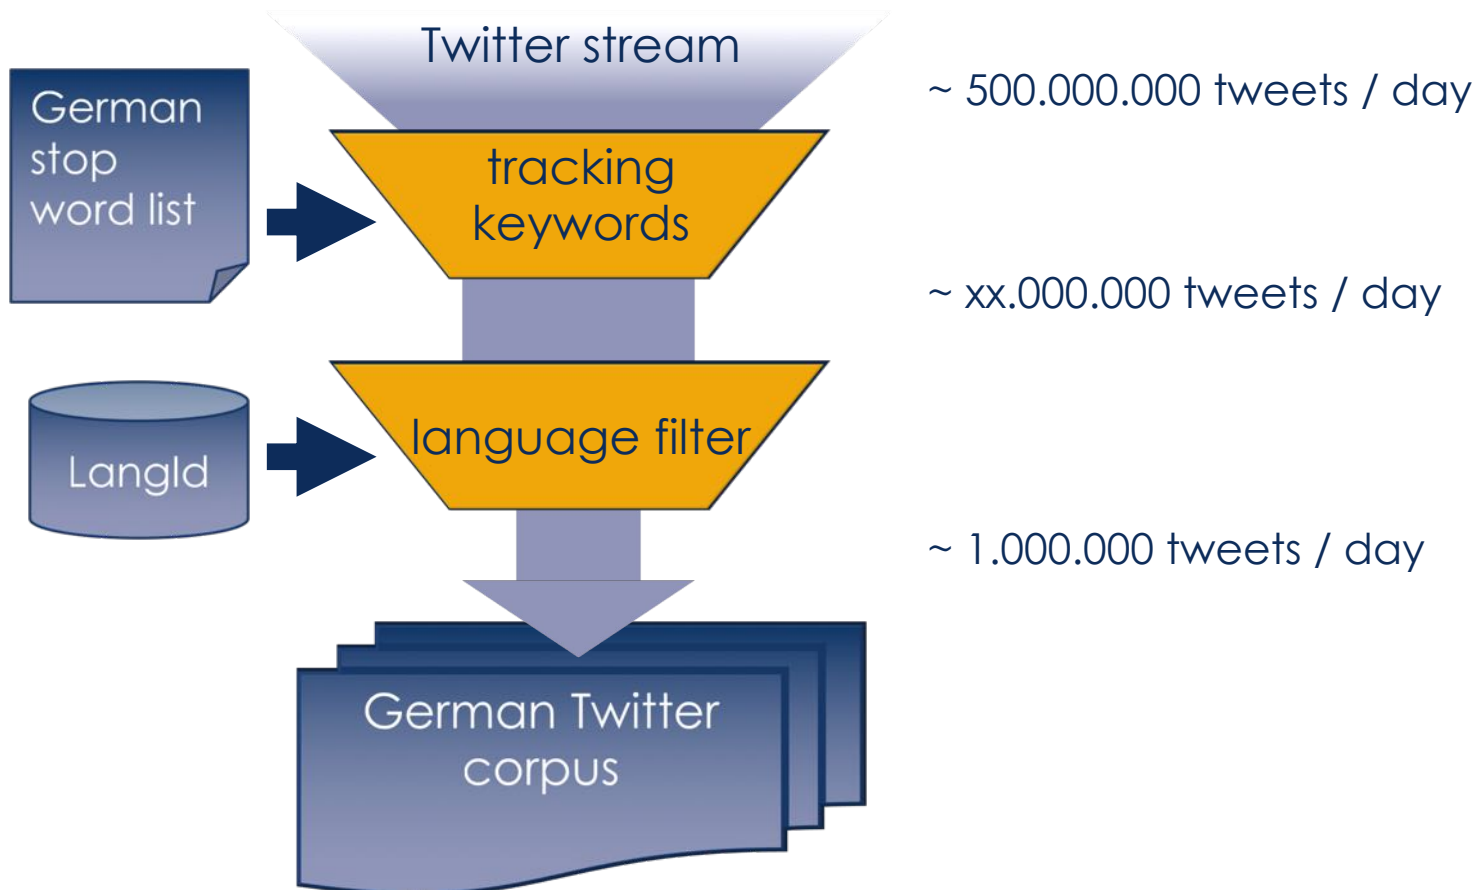 Twitter stream
~ 500.000.000 tweets / day
German
stop
word list
tracking
keywords
~ xx.000.000 tweets / day
LangId
language filter
~ 1.000.000 tweets / day
German Twitter
corpus